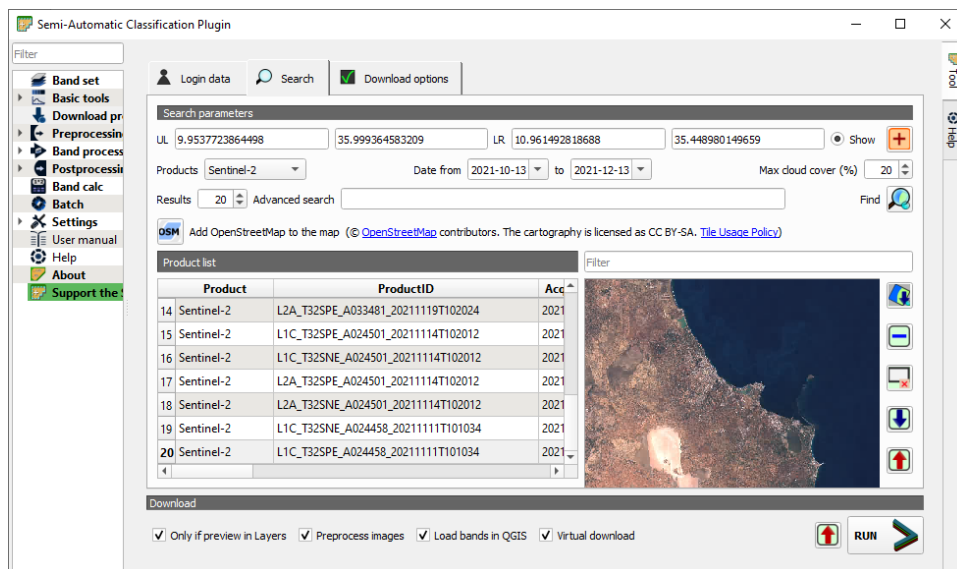 Semi-Automatic Classification Plugin
Filter
Band set
Basic tools
Download pr
Preprocessin
Band process
Postprocessin
Band calc
Batch
Settings
User manual
Help
About
Support the S
Login data
Search
Download options
Search parameters
UL 9.9537723864498 35.999364583209 LR 10.961492818688 35.448980149659 Show
Products Sentinel-2 Date from 2021-10-13 to 2021-12-13 Max cloud cover (%) 20
Results 20 Advanced search Find
OSM Add OpenStreetMap to the map (© OpenStreetMap contributors. The cartography is licensed as CC BY-SA. Tile Usage Policy)
Product list
Filter
Product ProductID Acq
14 Sentinel-2 L2A_T32SPE_A033481_20211119T102024 2021
15 Sentinel-2 L1C_T32SPE_A024501_20211114T102012 2021
16 Sentinel-2 L1C_T32SNE_A024501_20211114T102012 2021
17 Sentinel-2 L2A_T32SPE_A024501_20211114T102012 2021
18 Sentinel-2 L2A_T32SNE_A024501_20211114T102012 2021
19 Sentinel-2 L1C_T32SNE_A024458_20211111T101034 2021
20 Sentinel-2 L1C_T32SPE_A024458_20211111T101034 2021
Download
Only if preview in Layers Preprocess images Load bands in QGIS Virtual download RUN
Tool
Help